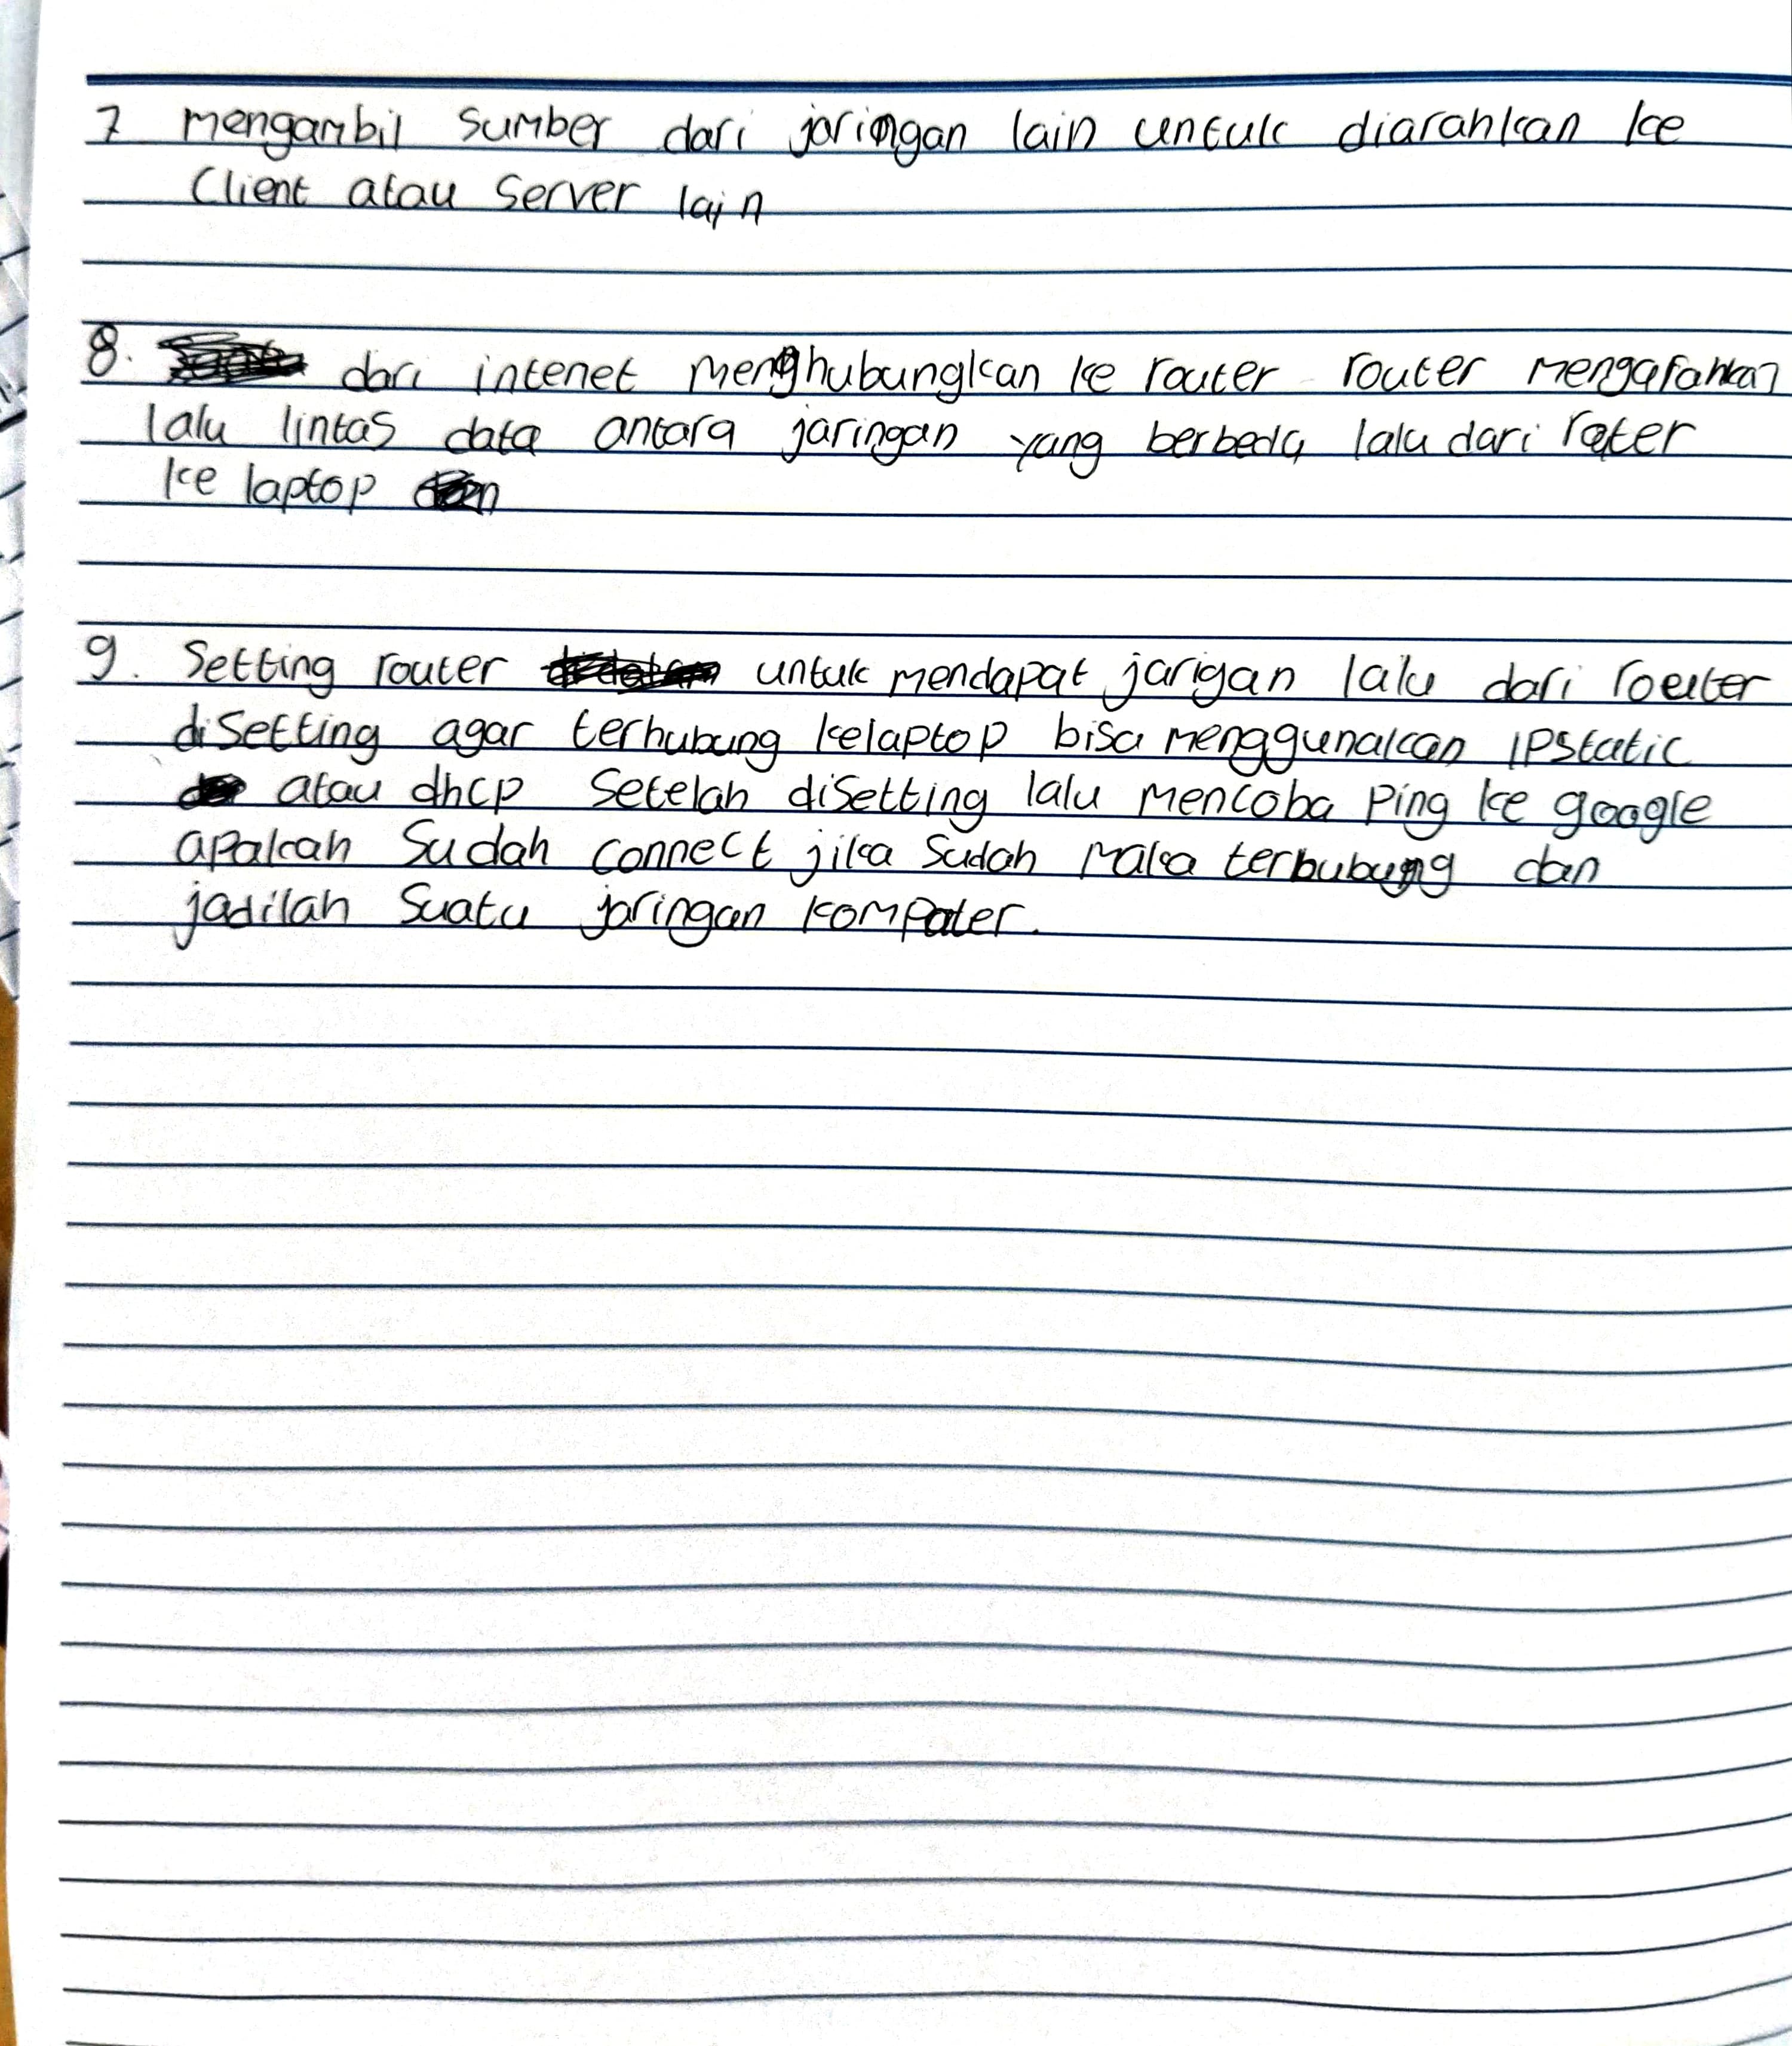 7 mengambil sumber dari jaringan lain untuk diarahkan ke
Client atau Server lain
8. dari intenet menghubungkan ke router router mengarahkan
lalu lintas data antara jaringan yang berbeda lalu dari roter
ke laptop
9. Setting router untuk mendapat jarigan lalu dari router
disetting agar terhubung kelaptop bisa menggunakan IPstatic
atau dhcp Setelah disetting lalu mencoba Ping ke google
apakah Sudah connect jika Sudah maka terhubung dan
jadilah Suatu jaringan komputer.